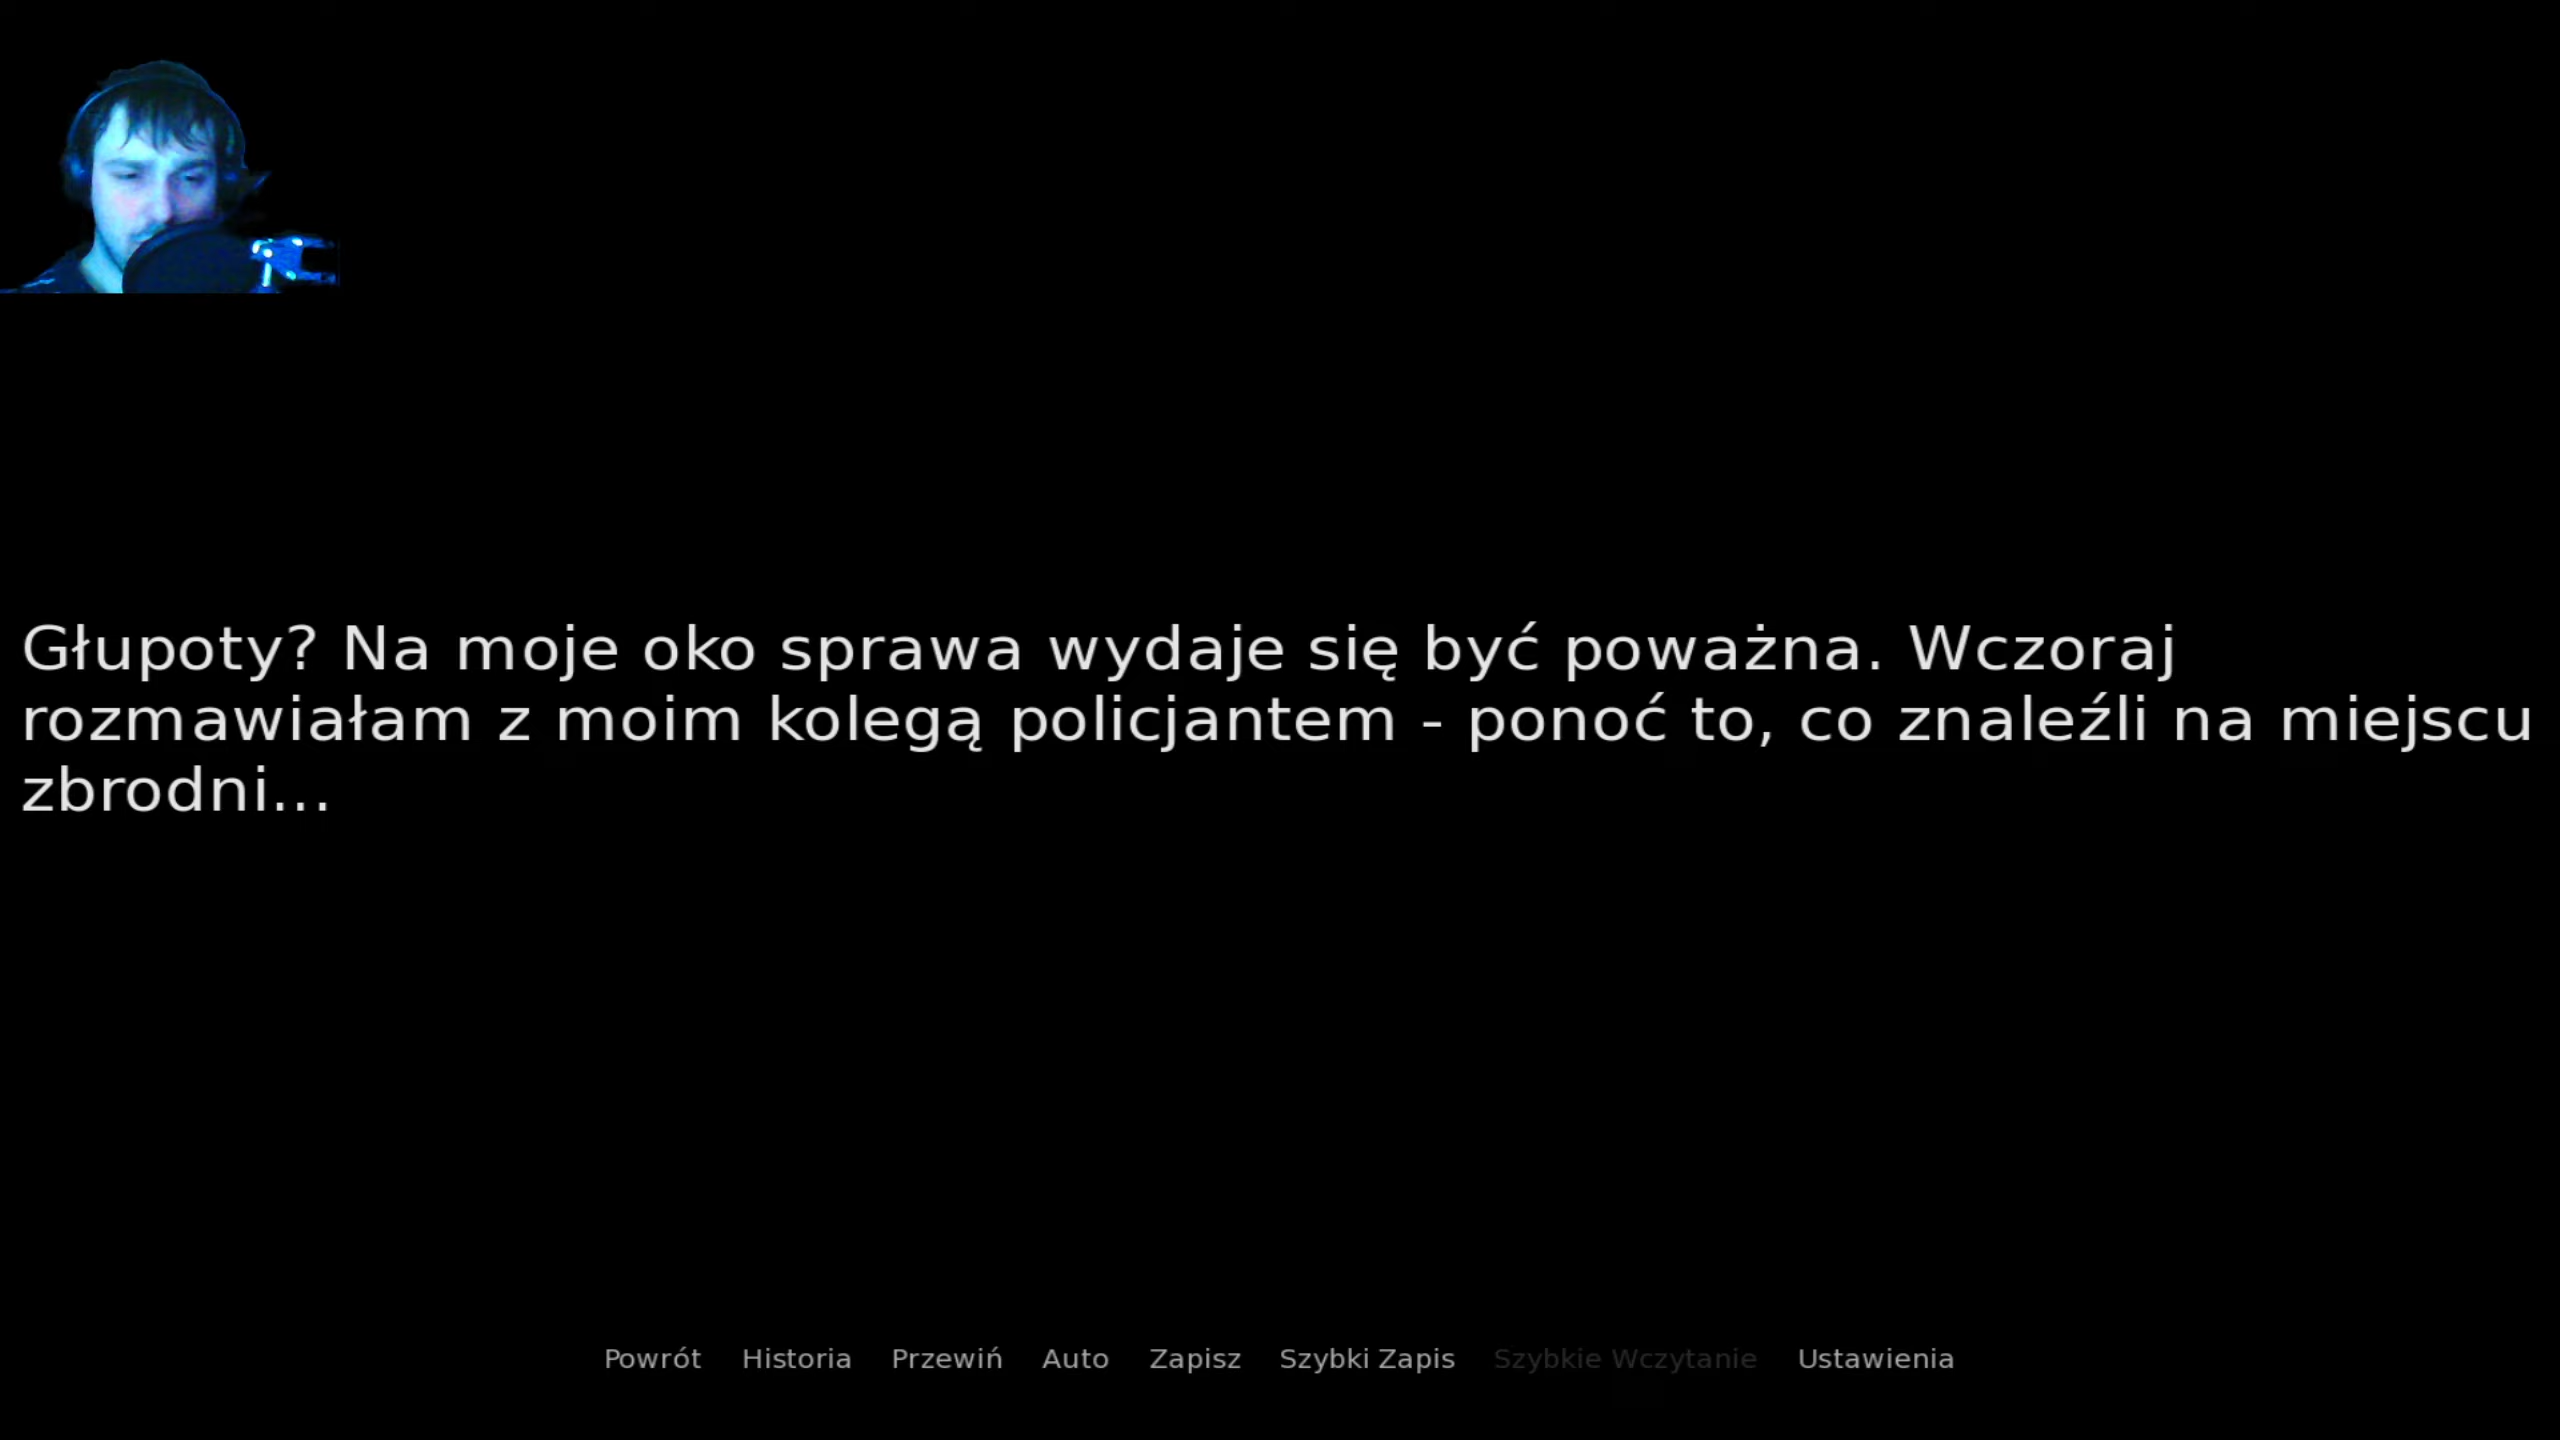 Głupoty? Na moje oko sprawa wydaje się być poważna. Wczoraj
rozmawiałam z moim kolegą policjantem - ponoć to, co znaleźli na miejscu
zbrodni...
Powrót Historia Przewiń Auto Zapisz Szybki Zapis Szybkie Wczytanie Ustawienia